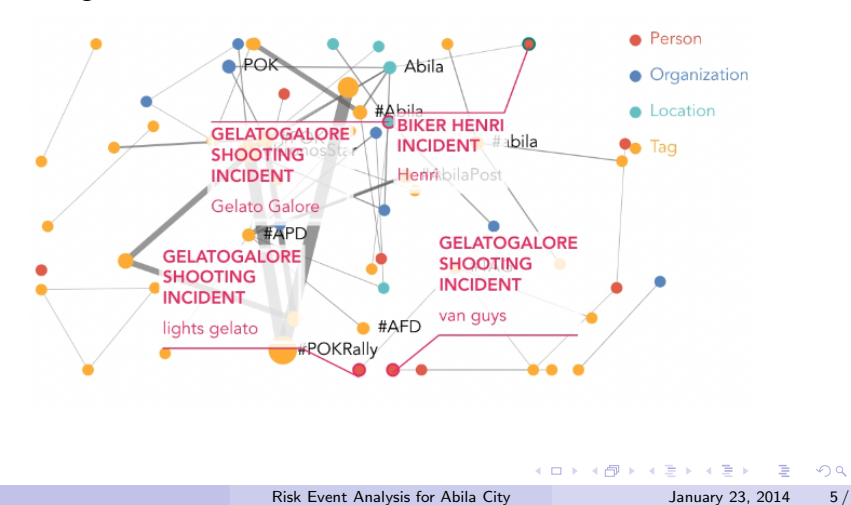 Person
POK
Abila
Organization
#Abila
Location
GELATOGALORE
SHOOTING
INCIDENT
Gelato Galore
BIKER HENRI
INCIDENT
Henri
#AbilaPost
Tag
#APD
GELATOGALORE
SHOOTING
INCIDENT
lights gelato
GELATOGALORE
SHOOTING
INCIDENT
van guys
#AFD
#POKRally
Risk Event Analysis for Abila City
January 23, 2014
5 /